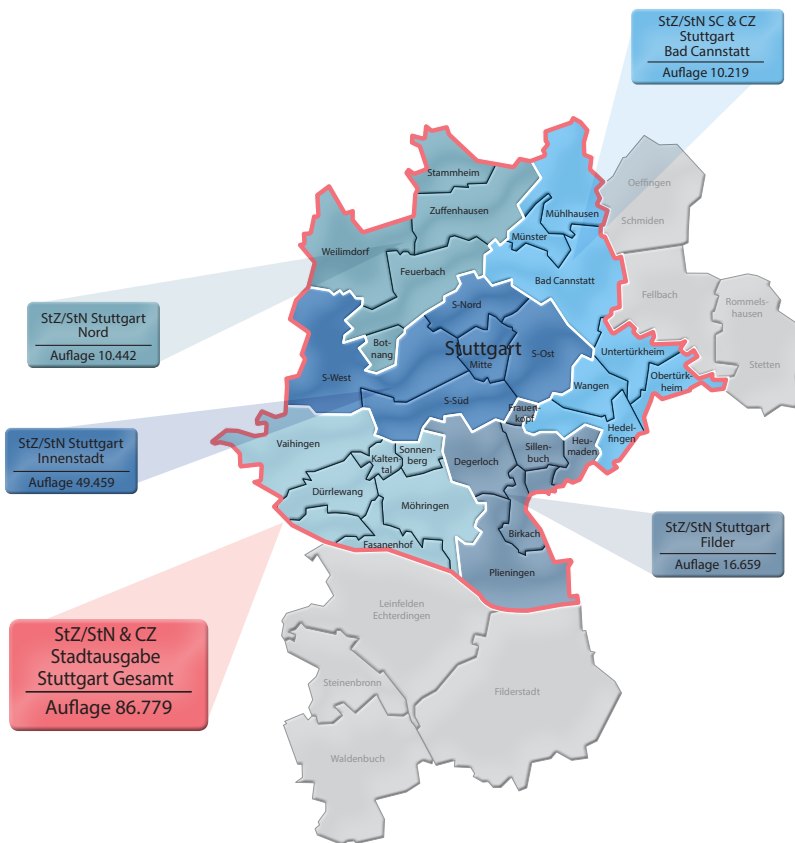 StZ/StN SC & CZ
Stuttgart
Bad Cannstatt
Auflage 10.219
Stammheim
Zuffenhausen
Weilimdorf
Feuerbach
Mühlhausen
Münster
Bad Cannstatt
Oeffingen
Schmiden
Fellbach
Rommels-
hausen
Stetten
StZ/StN Stuttgart
Nord
Auflage 10.442
S-Nord
Bot-
nang
Stuttgart
Mitte
S-Ost
S-West
S-Süd
Untertürkheim
Obertürk-
heim
Wangen
Hedel-
fingen
Frauen-
kopf
StZ/StN Stuttgart
Innenstadt
Auflage 49.459
Vaihingen
Kalten-
tal
Sonnen-
berg
Degerloch
Sillen-
buch
Heu-
maden
Dürrlewang
Möhringen
Fasanenhof
Birkach
Plieningen
StZ/StN Stuttgart
Filder
Auflage 16.659
StZ/StN & CZ
Stadtausgabe
Stuttgart Gesamt
Auflage 86.779
Leinfelden
Echterdingen
Steinenbronn
Filderstadt
Waldenbuch